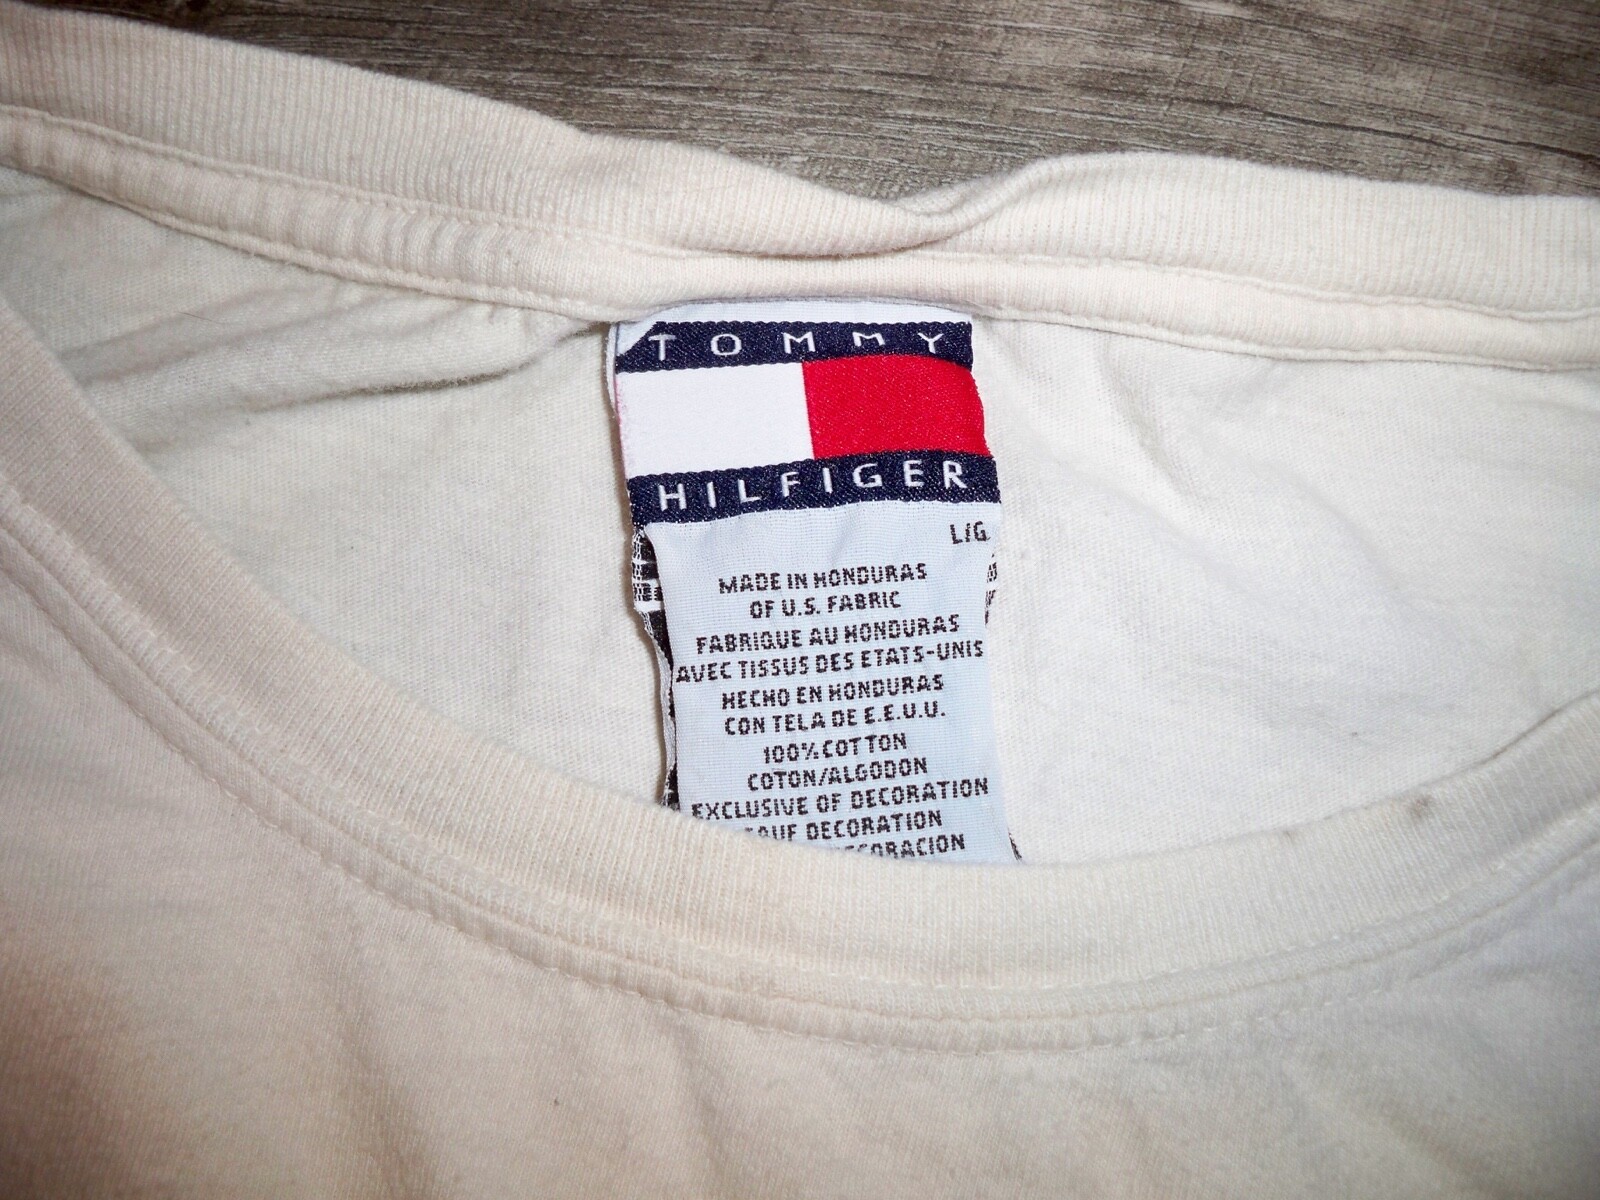 TOMMY
HILFIGER
L/G
MADE IN HONDURAS
OF U.S. FABRIC
FABRIQUE AU HONDURAS
AVEC TISSUS DES ETATS-UNIS
HECHO EN HONDURAS
CON TELA DE E.E.U.U.
100% COTTON
COTON/ALGODON
EXCLUSIVE OF DECORATION
SAUF DECORATION